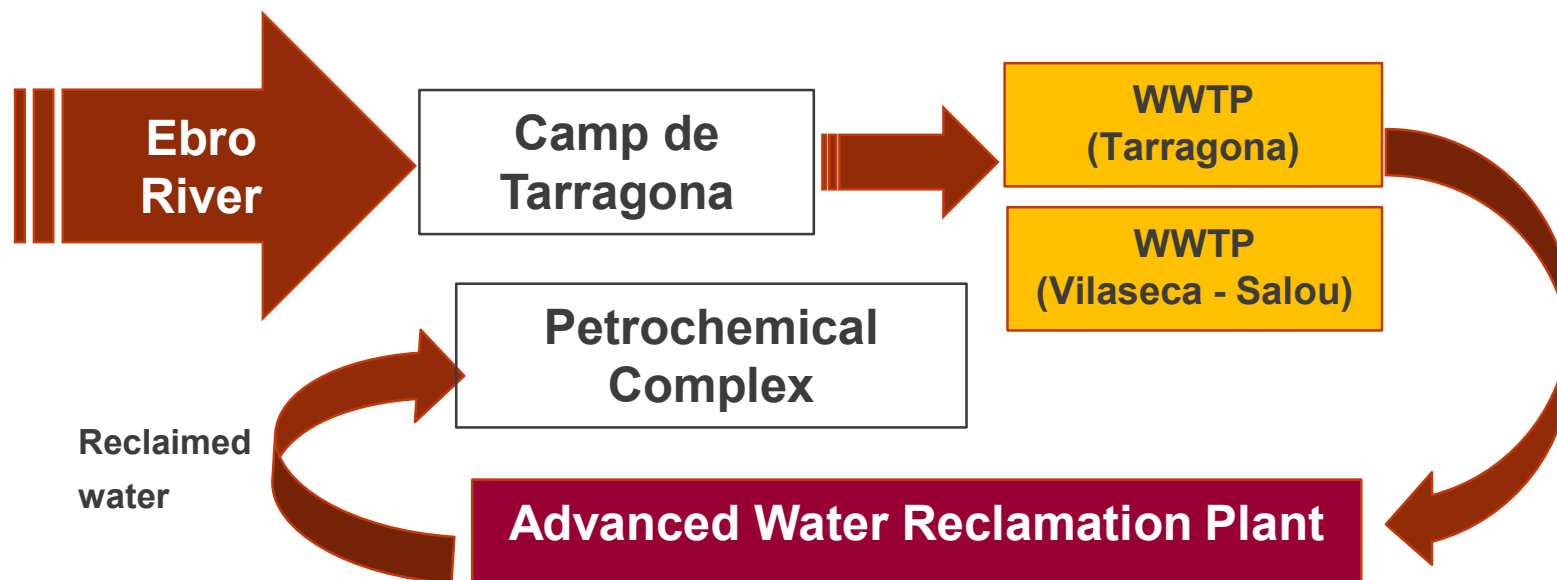 Ebro
River
Camp de
Tarragona
WWTP
(Tarragona)
WWTP
(Vilaseca - Salou)
Petrochemical
Complex
Reclaimed
water
Advanced Water Reclamation Plant